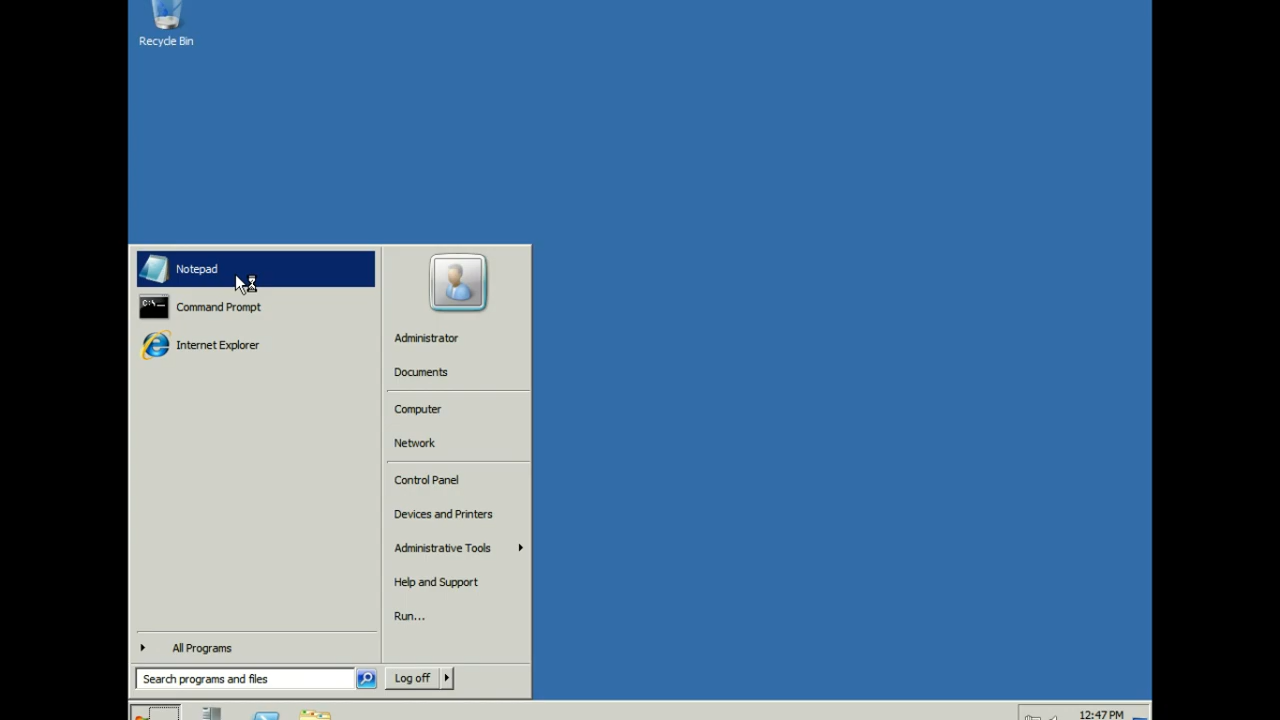 Recycle Bin
Notepad
Command Prompt
Internet Explorer
Administrator
Documents
Computer
Network
Control Panel
Devices and Printers
Administrative Tools
Help and Support
Run...
All Programs
Search programs and files
Log off
12:47 PM